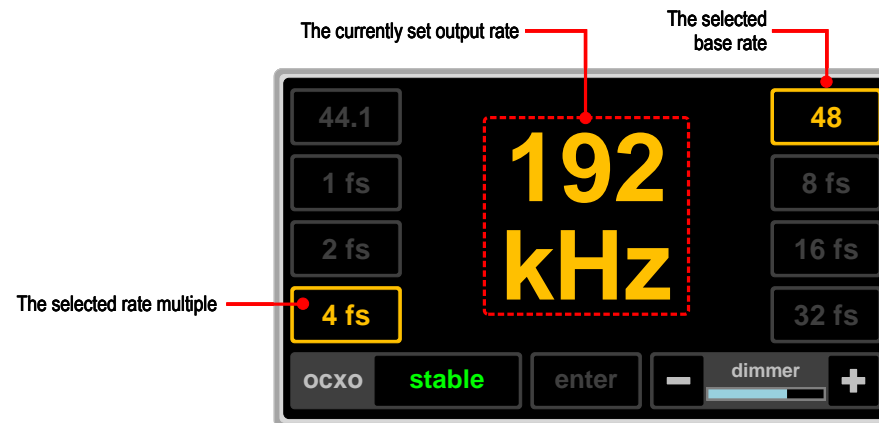 The currently set output rate
The selected
base rate
44.1
48
192
kHz
1 fs
8 fs
2 fs
16 fs
The selected rate multiple
4 fs
32 fs
ocxo
stable
enter
−
dimmer
+